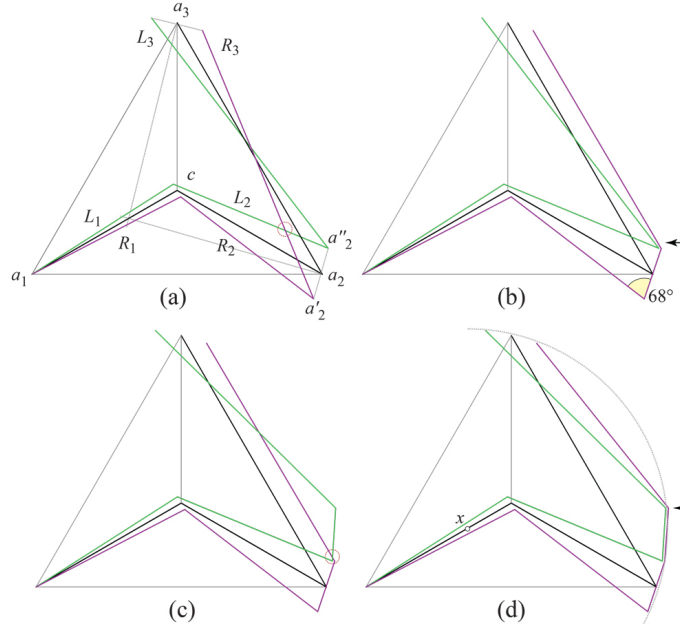 a₃
L₃
R₃
c
L₂
L₁
R₁
R₂
a″₂
a₁
a₂
a′₂
(a)
68°
(b)
(c)
x
(d)